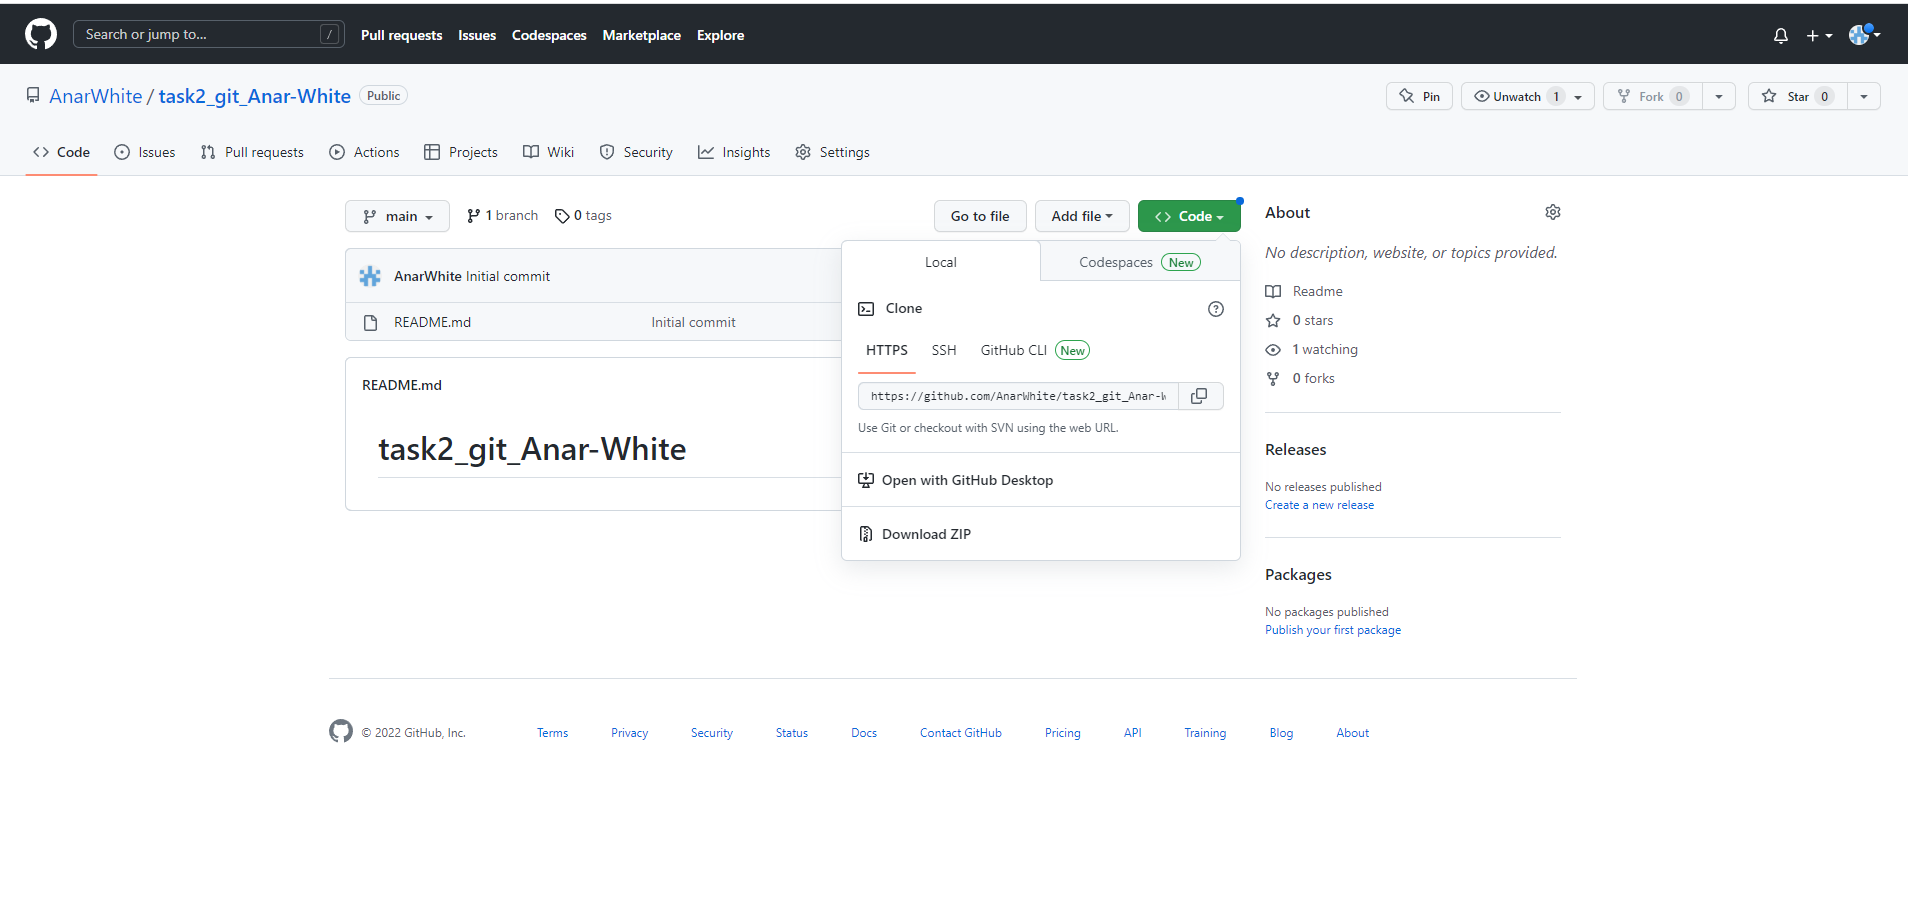 Search or jump to... /
Pull requests Issues Codespaces Marketplace Explore
AnarWhite / task2_git_Anar-White Public
Pin Unwatch 1 Fork 0 Star 0
Code Issues Pull requests Actions Projects Wiki Security Insights Settings
main 1 branch 0 tags
Go to file Add file Code
AnarWhite Initial commit
README.md Initial commit
README.md
task2_git_Anar-White
Local Codespaces New
Clone
HTTPS SSH GitHub CLI New
https://github.com/AnarWhite/task2_git_Anar-W
Use Git or checkout with SVN using the web URL.
Open with GitHub Desktop
Download ZIP
About
No description, website, or topics provided.
Readme
0 stars
1 watching
0 forks
Releases
No releases published
Create a new release
Packages
No packages published
Publish your first package
© 2022 GitHub, Inc. Terms Privacy Security Status Docs Contact GitHub Pricing API Training Blog About